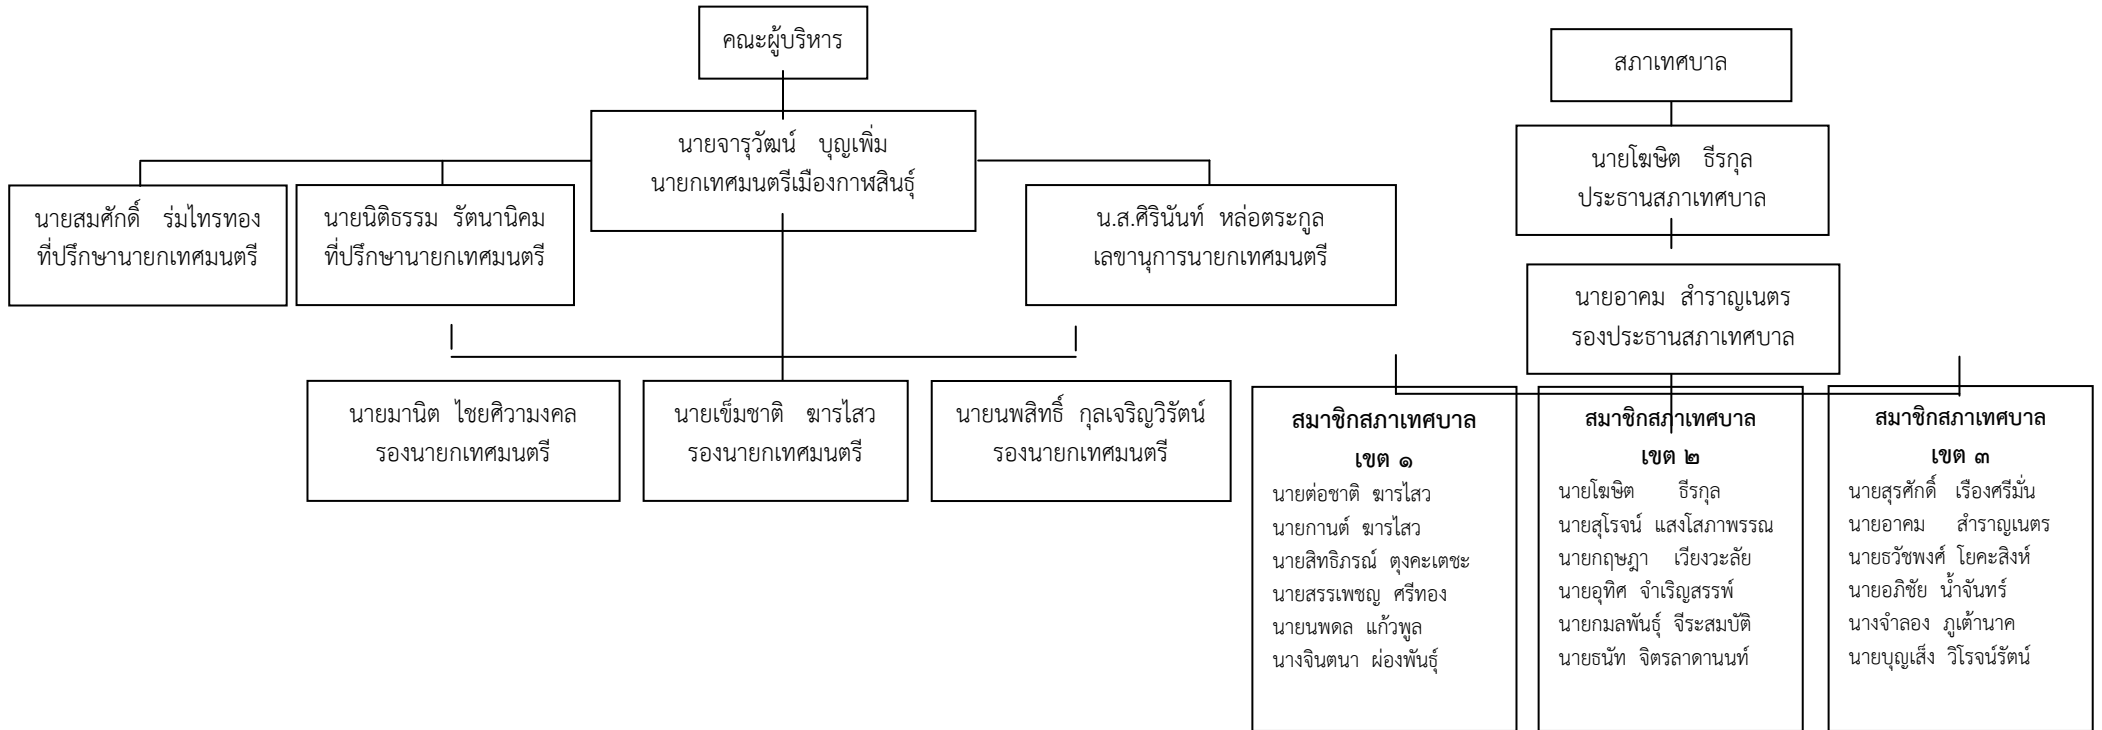 คณะผู้บริหาร
นายจารุวัฒน์ บุญเพิ่ม
นายกเทศมนตรีเมืองกาฬสินธุ์
นายสมศักดิ์ ร่มไทรทอง
ที่ปรึกษานายกเทศมนตรี
นายนิติธรรม รัตนานิคม
ที่ปรึกษานายกเทศมนตรี
น.ส.ศิรินันท์ หล่อตระกูล
เลขานุการนายกเทศมนตรี
นายมานิต ไชยศิวามงคล
รองนายกเทศมนตรี
นายเข็มชาติ ฆารไสว
รองนายกเทศมนตรี
นายนพสิทธิ์ กุลเจริญวิรัตน์
รองนายกเทศมนตรี
สภาเทศบาล
นายโฆษิต ธีรกุล
ประธานสภาเทศบาล
นายอาคม สำราญเนตร
รองประธานสภาเทศบาล
สมาชิกสภาเทศบาล
เขต ๑
นายต่อชาติ ฆารไสว
นายกานต์ ฆารไสว
นายสิทธิภรณ์ ตุงคะเตชะ
นายสรรเพชญ ศรีทอง
นายนพดล แก้วพูล
นางจินตนา ผ่องพันธุ์
สมาชิกสภาเทศบาล
เขต ๒
นายโฆษิต ธีรกุล
นายสุโรจน์ แสงโสภาพรรณ
นายกฤษฎา เวียงวะลัย
นายอุทิศ จำเริญสรรพ์
นายกมลพันธุ์ จีระสมบัติ
นายธนัท จิตรลาดานนท์
สมาชิกสภาเทศบาล
เขต ๓
นายสุรศักดิ์ เรืองศรีมั่น
นายอาคม สำราญเนตร
นายธวัชพงศ์ โยคะสิงห์
นายอภิชัย น้ำจันทร์
นางจำลอง ภูเต้านาค
นายบุญเส็ง วิโรจน์รัตน์